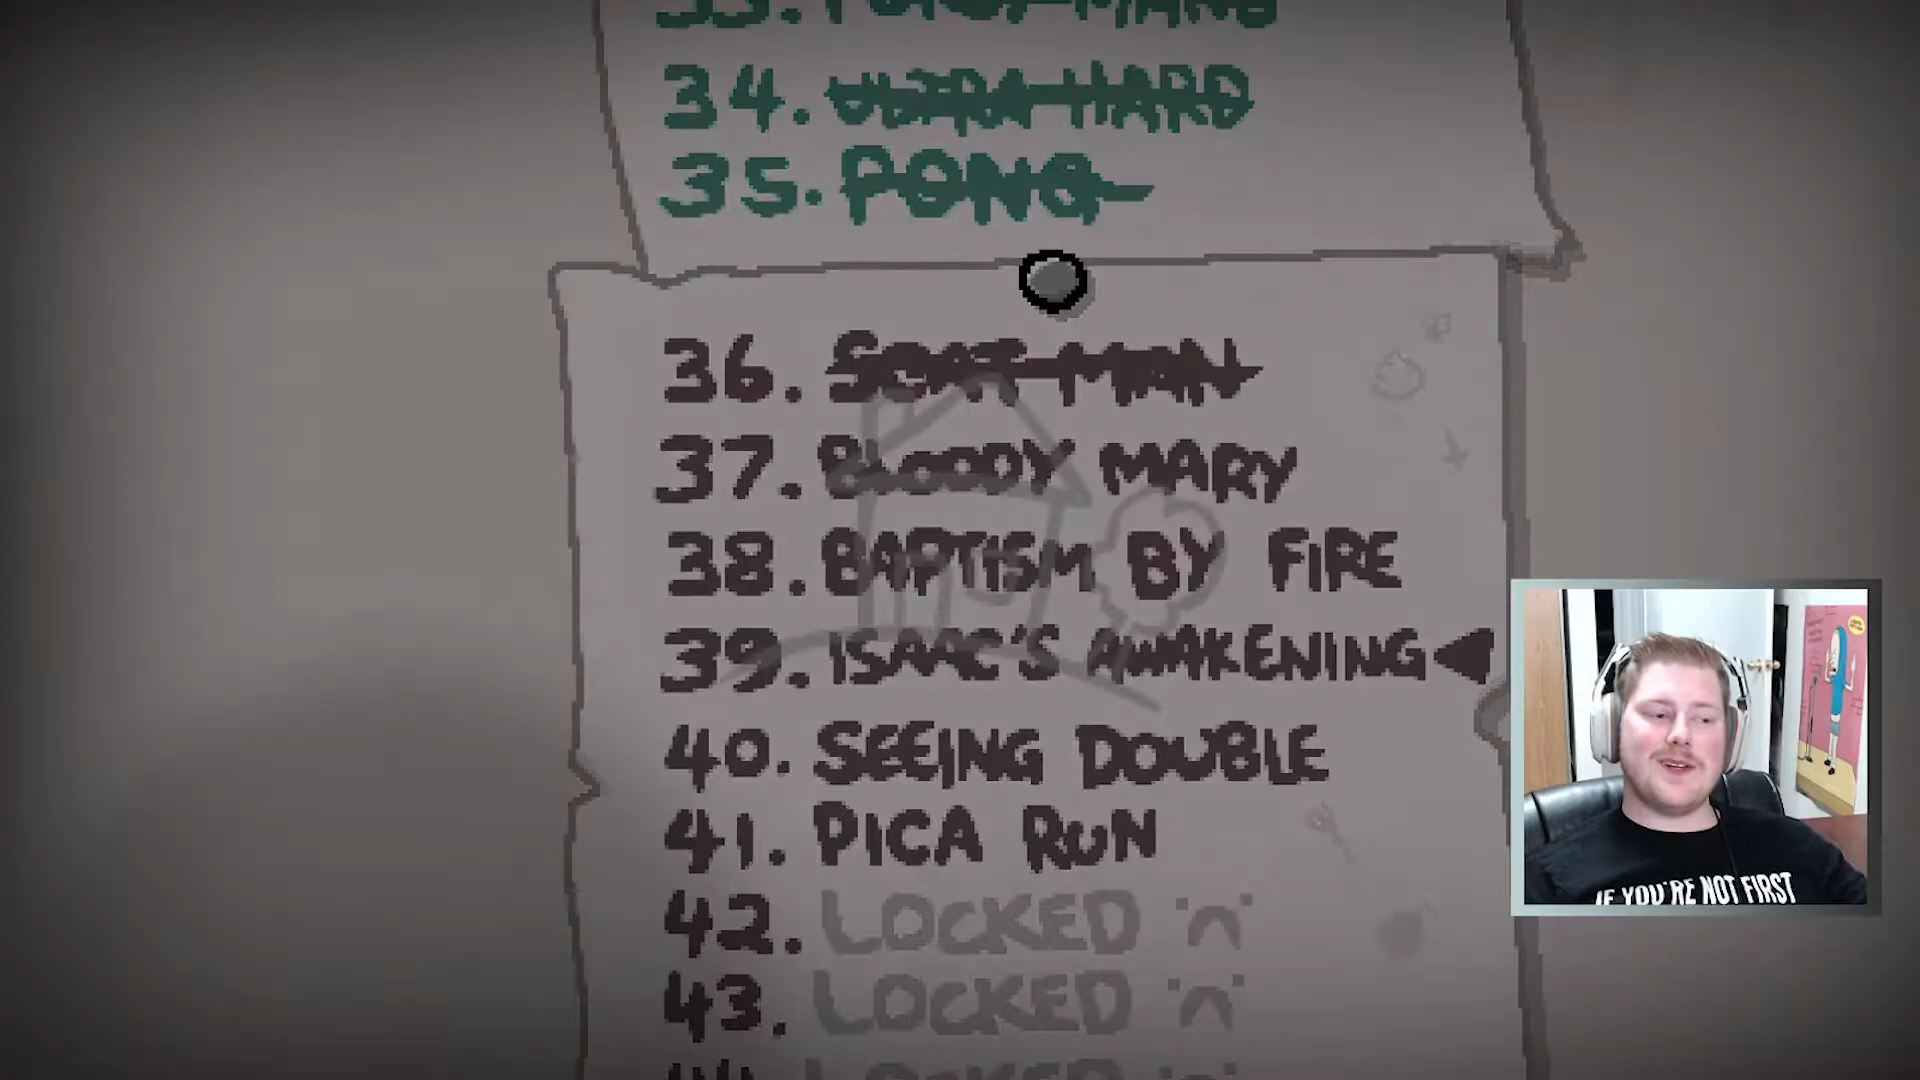 34. ULTRA HARD
35. PONG
36. SCAT MAN
37. BLOODY MARY
38. BAPTISM BY FIRE
39. ISAAC'S AWAKENING
40. SEEING DOUBLE
41. PICA RUN
42. LOCKED
43. LOCKED
LOCKED
IF YOU'RE NOT FIRST